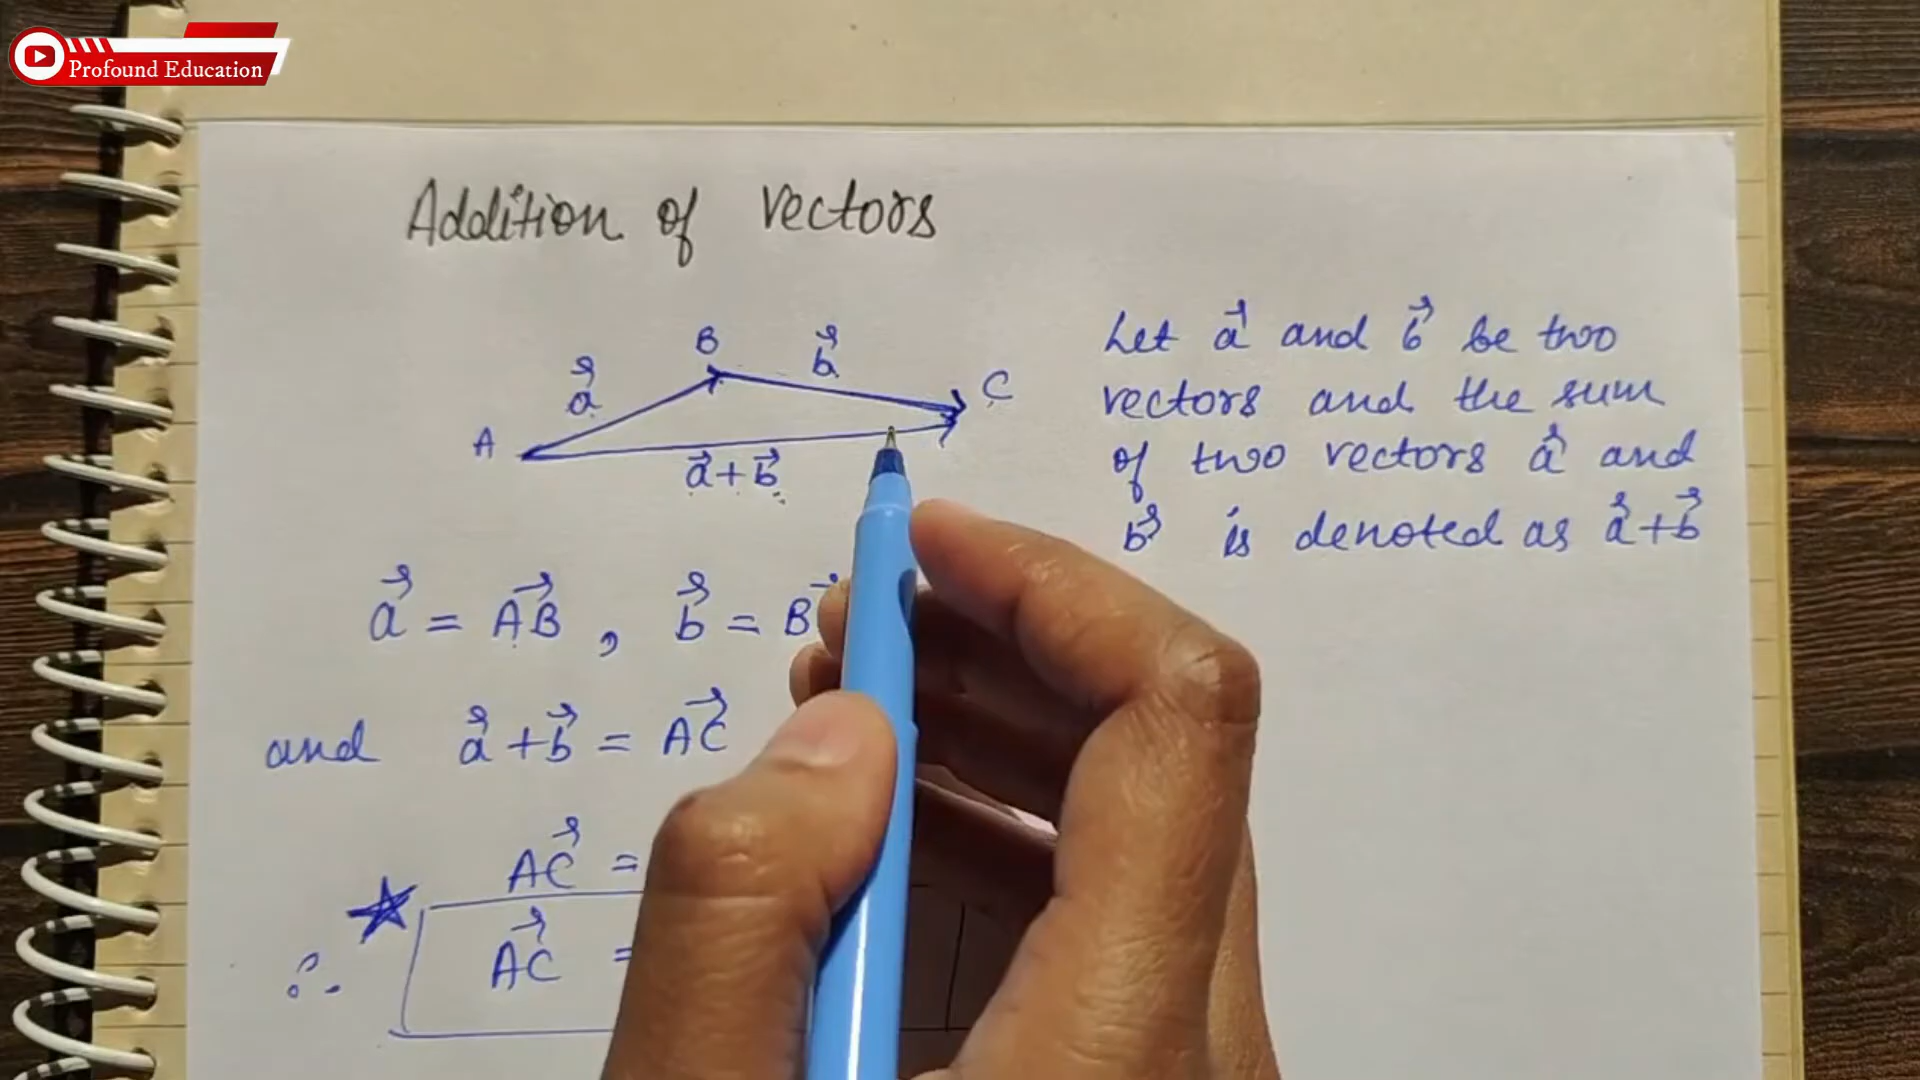 Profound Education
Addition of vectors
B
b⃗
a⃗
C
A
a⃗+b⃗
Let a⃗ and b⃗ be two
vectors and the sum
of two vectors a⃗ and
b⃗ is denoted as a⃗+b⃗
a⃗ = AB⃗ , b⃗ = B
and a⃗+b⃗ = AC⃗
AC⃗ =
∴ AC⃗ =